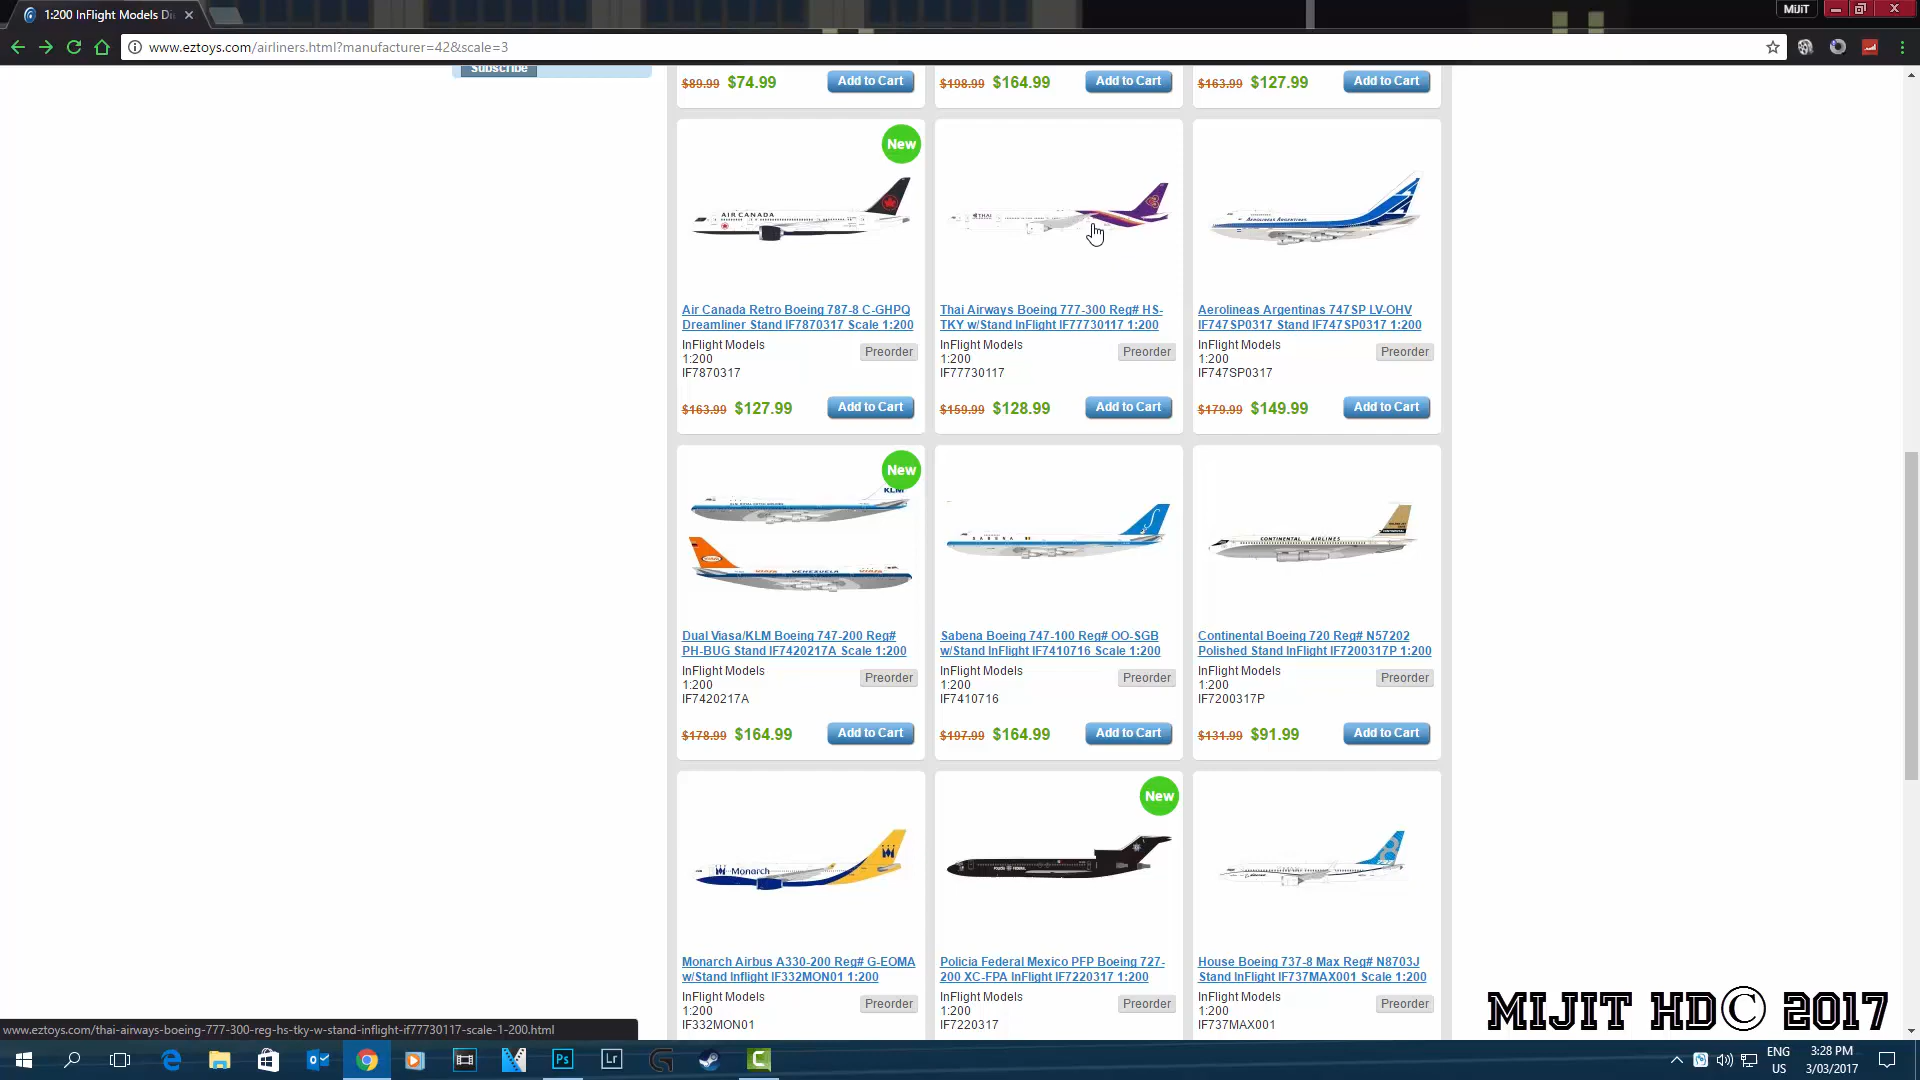 1:200 InFlight Models Di
MIJIT
www.eztoys.com/airliners.html?manufacturer=42&scale=3
Subscribe
$89.99 $74.99 Add to Cart
$198.99 $164.99 Add to Cart
$163.99 $127.99 Add to Cart
New
AIR CANADA
THAI
AEROLINEAS ARGENTINAS
Air Canada Retro Boeing 787-8 C-GHPQ
Dreamliner Stand IF7870317 Scale 1:200
InFlight Models
1:200
IF7870317
Preorder
$163.99 $127.99 Add to Cart
Thai Airways Boeing 777-300 Reg# HS-
TKY w/Stand InFlight IF77730117 1:200
InFlight Models
1:200
IF77730117
Preorder
$159.99 $128.99 Add to Cart
Aerolineas Argentinas 747SP LV-OHV
IF747SP0317 Stand IF747SP0317 1:200
InFlight Models
1:200
IF747SP0317
Preorder
$179.99 $149.99 Add to Cart
New
KLM
VIASA VENEZUELA VIASA
SABENA
CONTINENTAL AIRLINES
Dual Viasa/KLM Boeing 747-200 Reg#
PH-BUG Stand IF7420217A Scale 1:200
InFlight Models
1:200
IF7420217A
Preorder
$178.99 $164.99 Add to Cart
Sabena Boeing 747-100 Reg# OO-SGB
w/Stand InFlight IF7410716 Scale 1:200
InFlight Models
1:200
IF7410716
Preorder
$197.99 $164.99 Add to Cart
Continental Boeing 720 Reg# N57202
Polished Stand InFlight IF7200317P 1:200
InFlight Models
1:200
IF7200317P
Preorder
$131.99 $91.99 Add to Cart
New
Monarch
Monarch Airbus A330-200 Reg# G-EOMA
w/Stand Inflight IF332MON01 1:200
InFlight Models
1:200
IF332MON01
Preorder
Policia Federal Mexico PFP Boeing 727-
200 XC-FPA InFlight IF7220317 1:200
InFlight Models
1:200
IF7220317
Preorder
House Boeing 737-8 Max Reg# N8703J
Stand InFlight IF737MAX001 Scale 1:200
InFlight Models
1:200
IF737MAX001
Preorder
MIJIT HD© 2017
www.eztoys.com/thai-airways-boeing-777-300-reg-hs-tky-w-stand-inflight-if77730117-scale-1-200.html
Ps
Lr
ENG
US
3:28 PM
3/03/2017